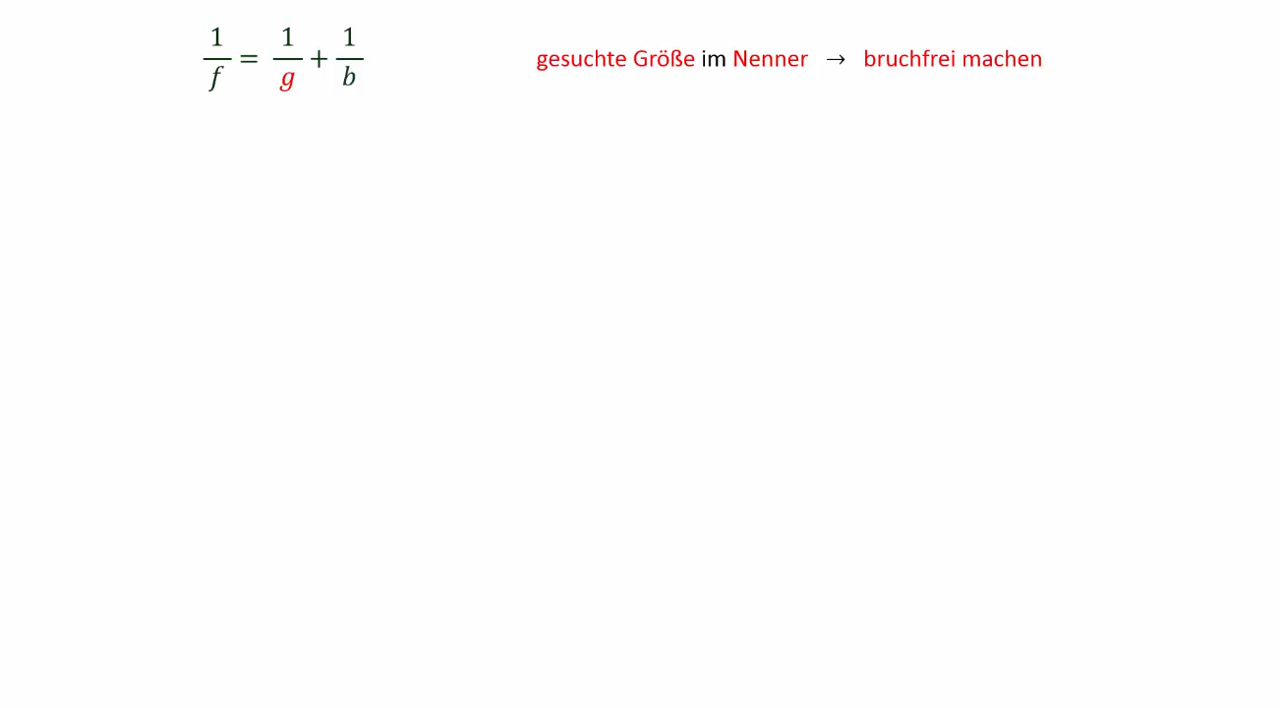 1/f = 1/g + 1/b gesuchte Größe im Nenner → bruchfrei machen